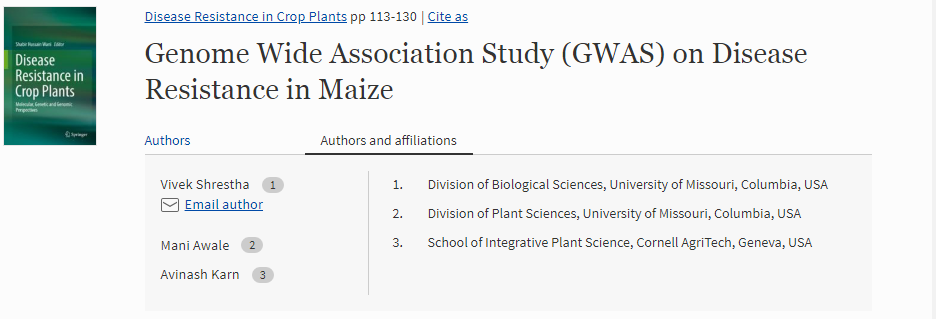 Disease Resistance in Crop Plants pp 113-130 | Cite as
Genome Wide Association Study (GWAS) on Disease
Resistance in Maize
Shabir Hussain Wani Editor
Disease
Resistance in
Crop Plants
Molecular, Genetic and Genomic
Perspectives
Springer
Authors
Authors and affiliations
Vivek Shrestha 1
Email author
Mani Awale 2
Avinash Karn 3
1. Division of Biological Sciences, University of Missouri, Columbia, USA
2. Division of Plant Sciences, University of Missouri, Columbia, USA
3. School of Integrative Plant Science, Cornell AgriTech, Geneva, USA